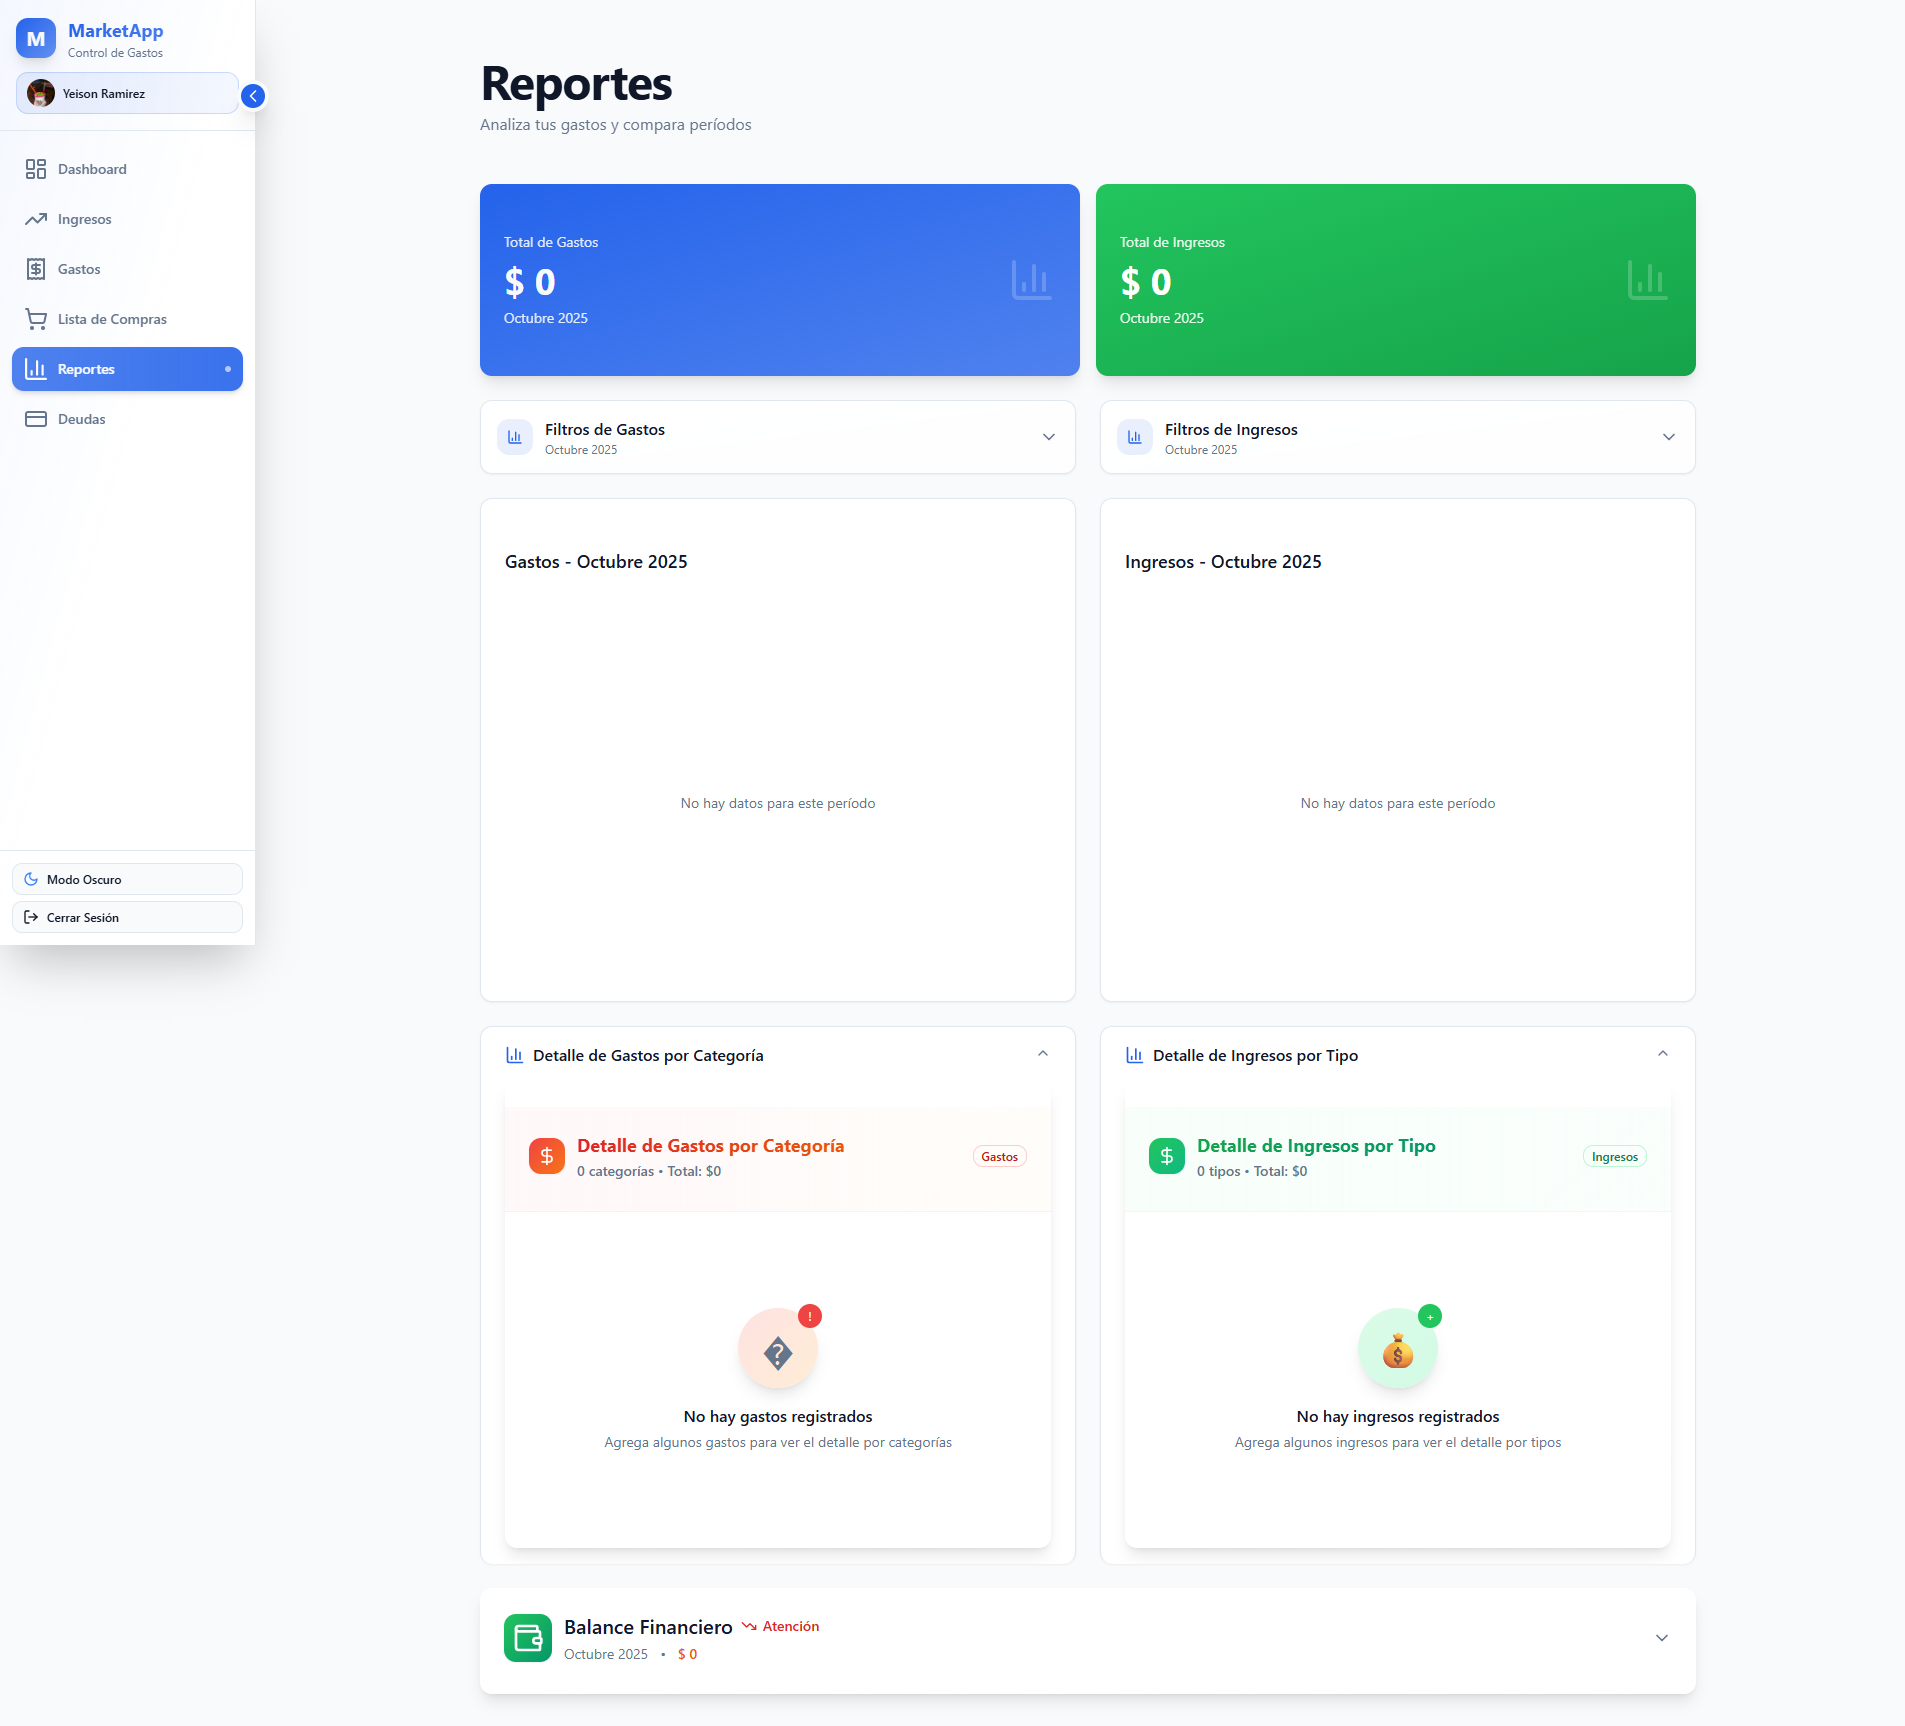 M
MarketApp
Control de Gastos
Yeison Ramirez
Dashboard
Ingresos
Gastos
Lista de Compras
Reportes
Deudas
Modo Oscuro
Cerrar Sesión
Reportes
Analiza tus gastos y compara períodos
Total de Gastos
$ 0
Octubre 2025
Total de Ingresos
$ 0
Octubre 2025
Filtros de Gastos
Octubre 2025
Filtros de Ingresos
Octubre 2025
Gastos - Octubre 2025
No hay datos para este período
Ingresos - Octubre 2025
No hay datos para este período
Detalle de Gastos por Categoría
Detalle de Gastos por Categoría
0 categorías • Total: $0
Gastos
!
�
No hay gastos registrados
Agrega algunos gastos para ver el detalle por categorías
Detalle de Ingresos por Tipo
Detalle de Ingresos por Tipo
0 tipos • Total: $0
Ingresos
+
No hay ingresos registrados
Agrega algunos ingresos para ver el detalle por tipos
Balance Financiero Atención
Octubre 2025 • $ 0